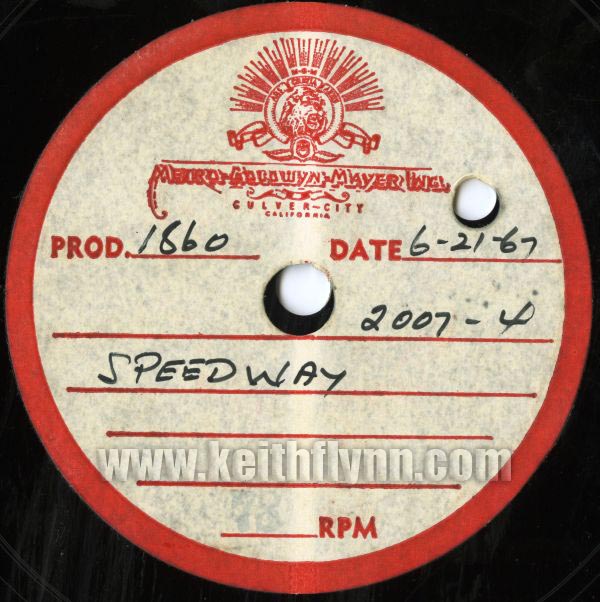 M-G-M
METRO-GOLDWYN-MAYER INC.
CULVER-CITY
CALIFORNIA
PROD. 1860 DATE 6-21-67
2007-4
SPEEDWAY
www.keithflynn.com
RPM